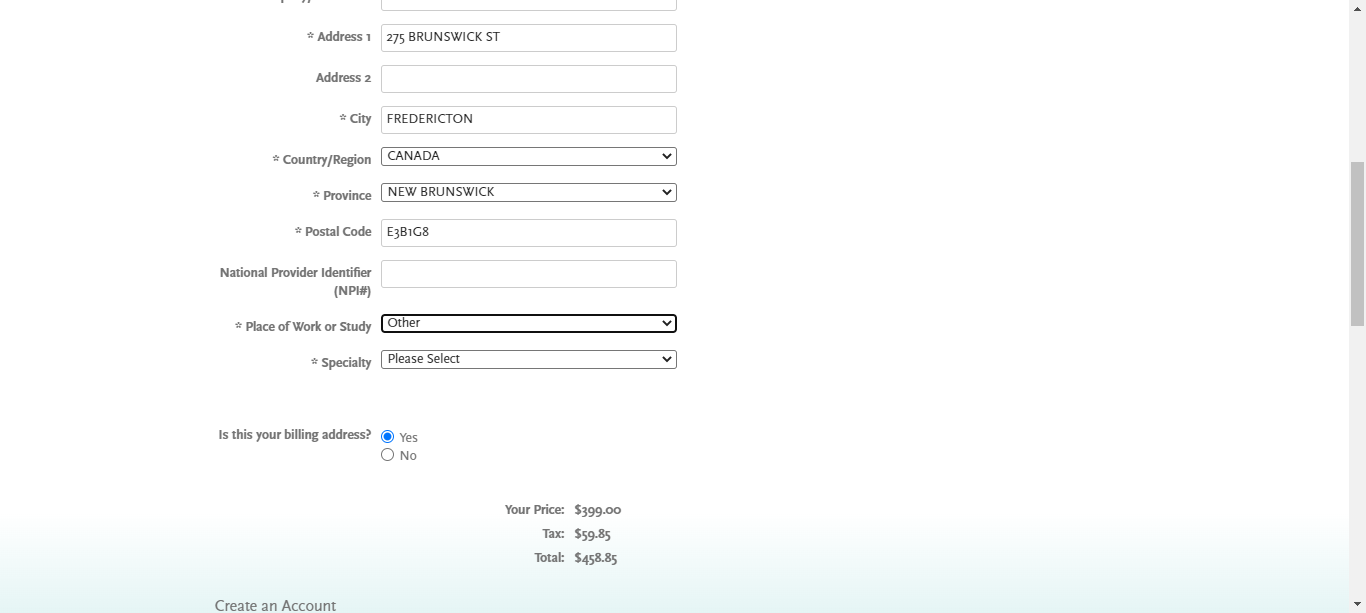 * Address 1 275 BRUNSWICK ST
Address 2
* City FREDERICTON
* Country/Region CANADA
* Province NEW BRUNSWICK
* Postal Code E3B1G8
National Provider Identifier
(NPI#)
* Place of Work or Study Other
* Specialty Please Select
Is this your billing address? Yes
No
Your Price: $399.00
Tax: $59.85
Total: $458.85
Create an Account